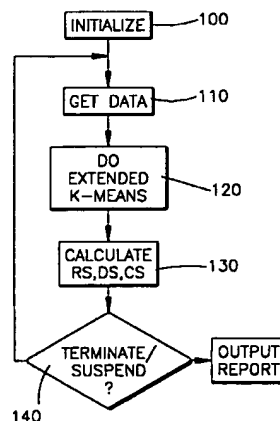 INITIALIZE
100
GET DATA
110
DO
EXTENDED
K-MEANS
120
CALCULATE
RS,DS,CS
130
TERMINATE/
SUSPEND
?
140
OUTPUT
REPORT